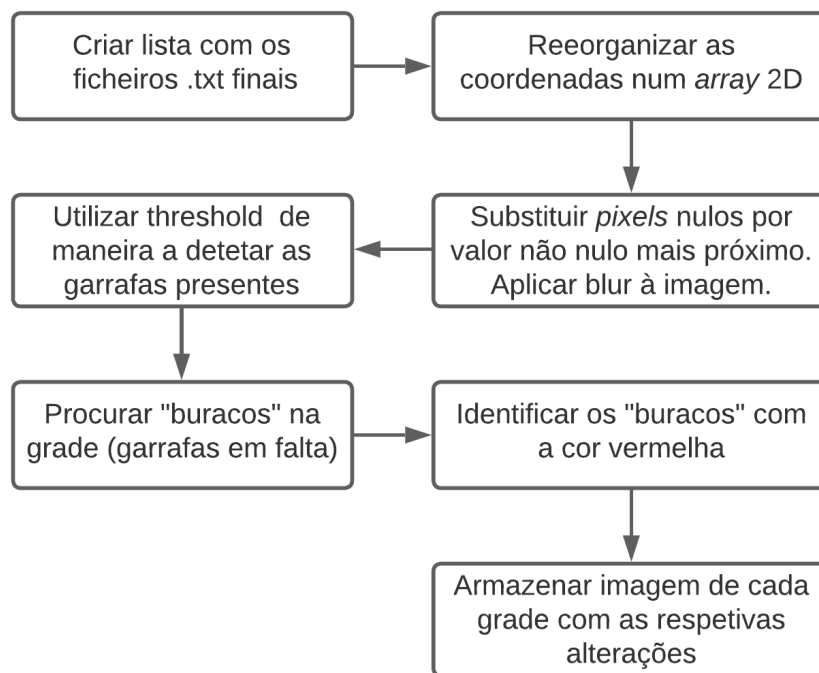 Criar lista com os
ficheiros .txt finais
Reeorganizar as
coordenadas num array 2D
Substituir pixels nulos por
valor não nulo mais próximo.
Aplicar blur à imagem.
Utilizar threshold de
maneira a detetar as
garrafas presentes
Procurar "buracos" na
grade (garrafas em falta)
Identificar os "buracos" com
a cor vermelha
Armazenar imagem de cada
grade com as respetivas
alterações